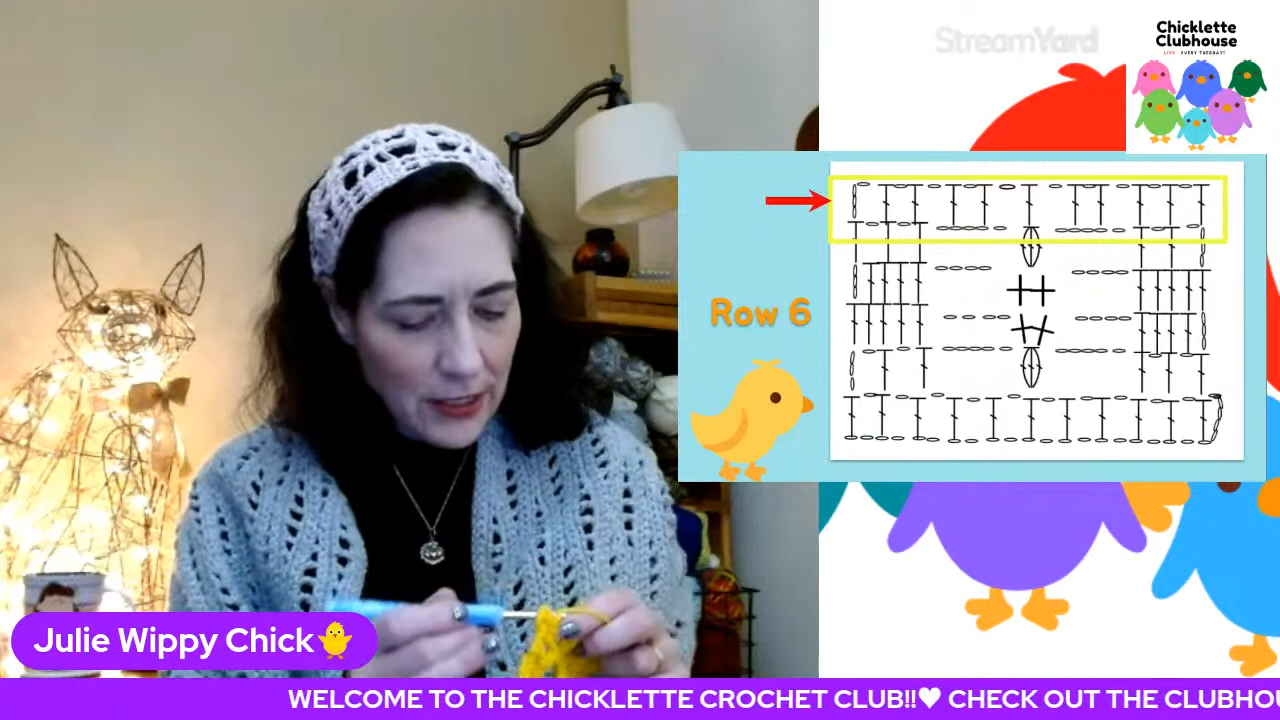 StreamYard
Chicklette
Clubhouse
LIVE EVERY TUESDAY!
Row 6
Julie Wippy Chick🐥
WELCOME TO THE CHICKLETTE CROCHET CLUB!!♥ CHECK OUT THE CLUBHOU